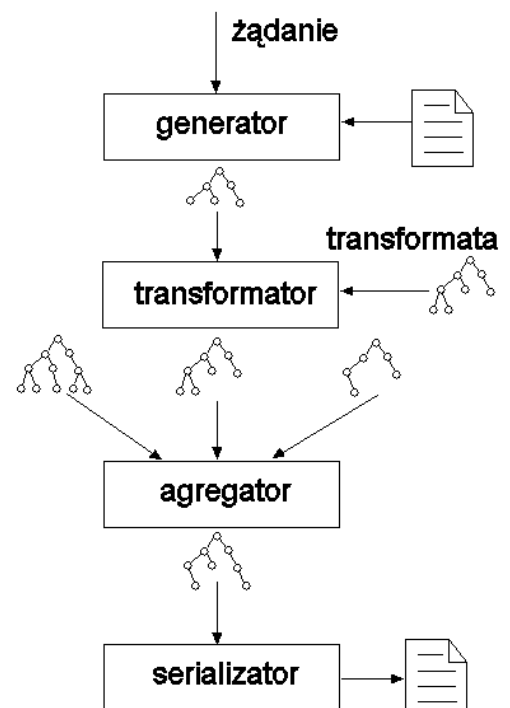 żądanie
generator
transformata
transformator
agregator
serializator